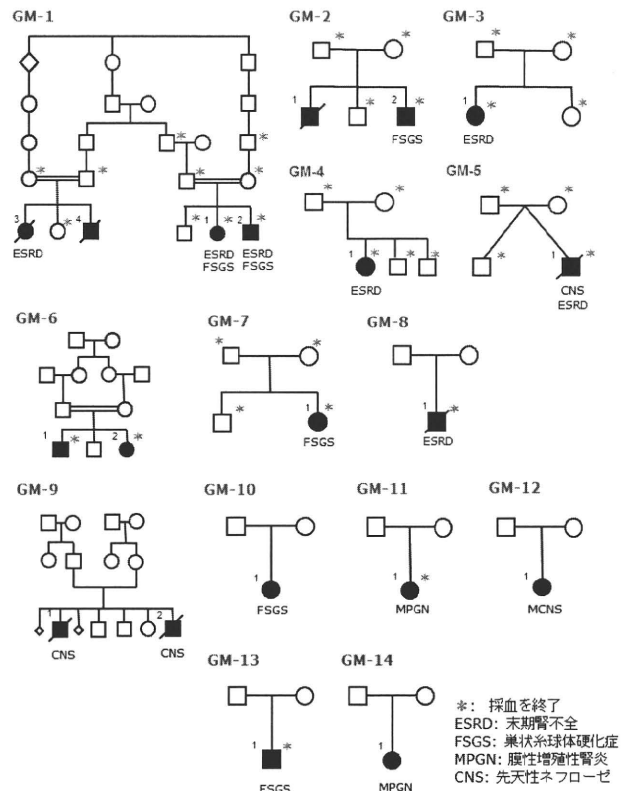 GM-1
GM-2
GM-3
* *
* *
1 * 2 *
FSGS
1 * *
ESRD
* *
* *
* *
3 * 4
ESRD
* 1 * 2 *
ESRD FSGS
ESRD FSGS
GM-4
GM-5
* *
* *
1 * * *
ESRD
* 1 *
CNS
ESRD
GM-6
GM-7
GM-8
* *
1 * 2 *
* 1 *
FSGS
1 *
ESRD
GM-9
GM-10
GM-11
GM-12
1 2
CNS CNS
1
FSGS
1 *
MPGN
1
MCNS
GM-13
GM-14
1 *
FSGS
1
MPGN
*: 採血を終了
ESRD: 末期腎不全
FSGS: 巣状糸球体硬化症
MPGN: 膜性増殖性腎炎
CNS: 先天性ネフローゼ